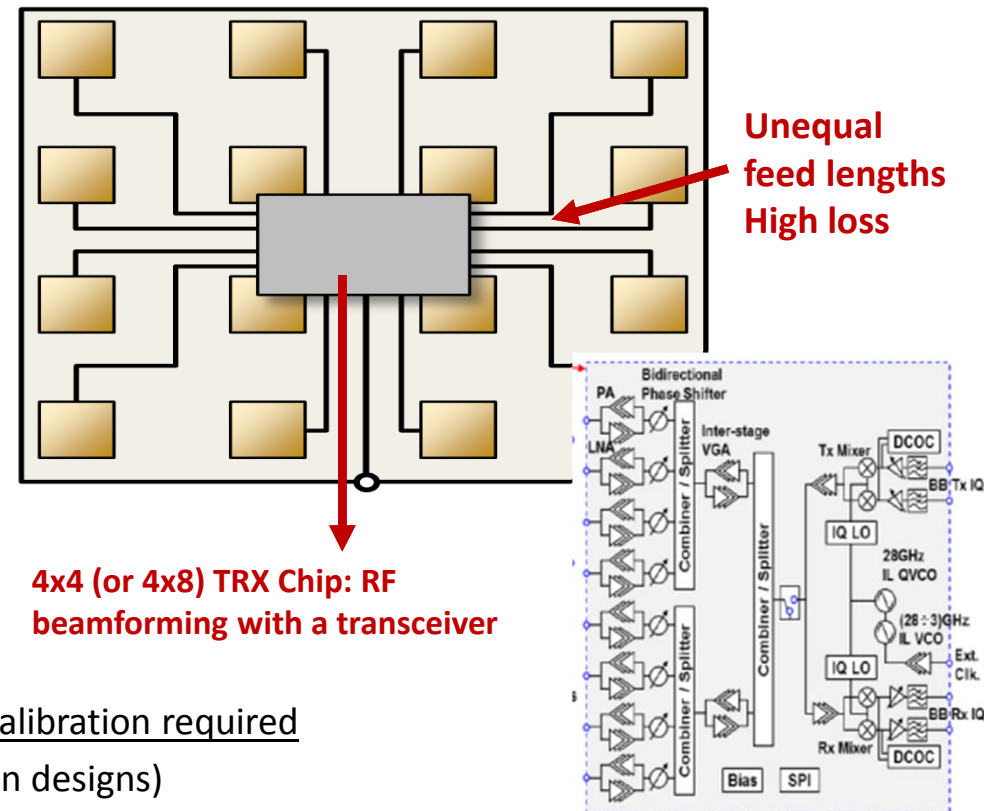 Unequal
feed lengths
High loss
4x4 (or 4x8) TRX Chip: RF
beamforming with a transceiver
alibration required
n designs)
Bidirectional
PA Phase Shifter
LNA
Inter-stage
VGA
Combiner / Splitter
Combiner / Splitter
Combiner / Splitter
Tx Mixer
DCOC
BB Tx IQ
IQ LO
28GHz
IL QVCO
(28÷3)GHz
IL VCO
Ext.
Clk.
IQ LO
BB Rx IQ
Rx Mixer
DCOC
Bias
SPI